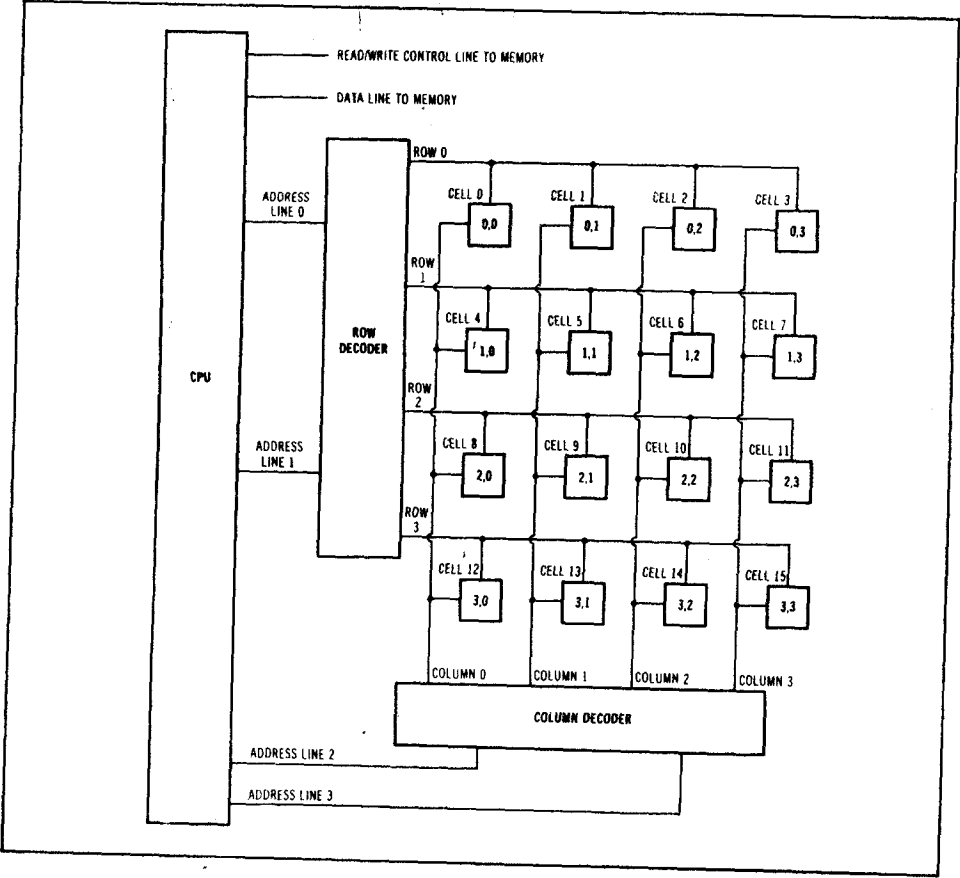 READ/WRITE CONTROL LINE TO MEMORY
DATA LINE TO MEMORY
ROW 0
CELL 0
CELL 1
CELL 2
CELL 3
ADDRESS
LINE 0
0,0
0,1
0,2
0,3
ROW
1
CELL 4
CELL 5
CELL 6
CELL 7
ROW
DECODER
1,0
1,1
1,2
1,3
CPU
ROW
2
CELL 8
CELL 9
CELL 10
CELL 11
ADDRESS
LINE 1
2,0
2,1
2,2
2,3
ROW
3
CELL 12
CELL 13
CELL 14
CELL 15
3,0
3,1
3,2
3,3
COLUMN 0
COLUMN 1
COLUMN 2
COLUMN 3
COLUMN DECODER
ADDRESS LINE 2
ADDRESS LINE 3